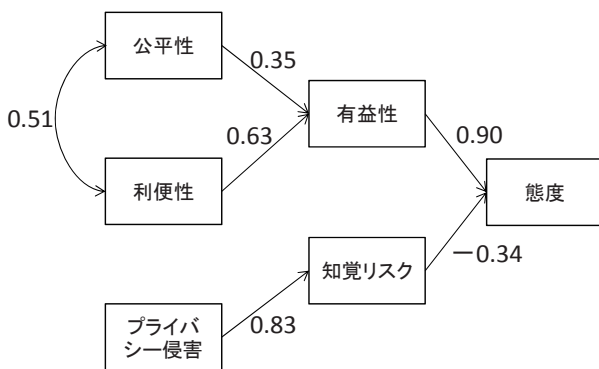 公平性
0.35
0.51
有益性
0.63
0.90
利便性
態度
知覚リスク
－0.34
プライバ
シー侵害
0.83